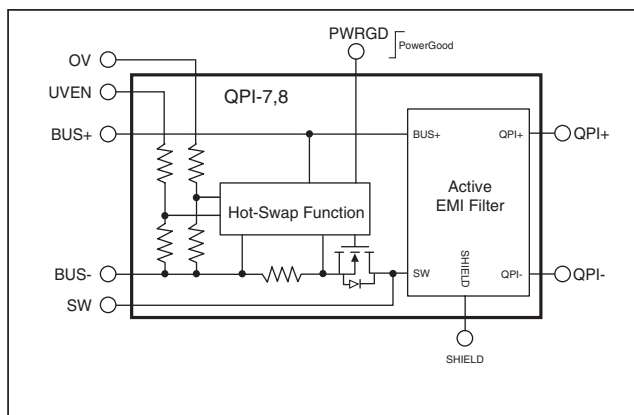 PWRGD
PowerGood
OV
UVEN
QPI-7,8
BUS+
BUS+
QPI+
QPI+
Active
EMI Filter
Hot-Swap Function
SHIELD
BUS-
SW
QPI-
QPI-
SW
SHIELD